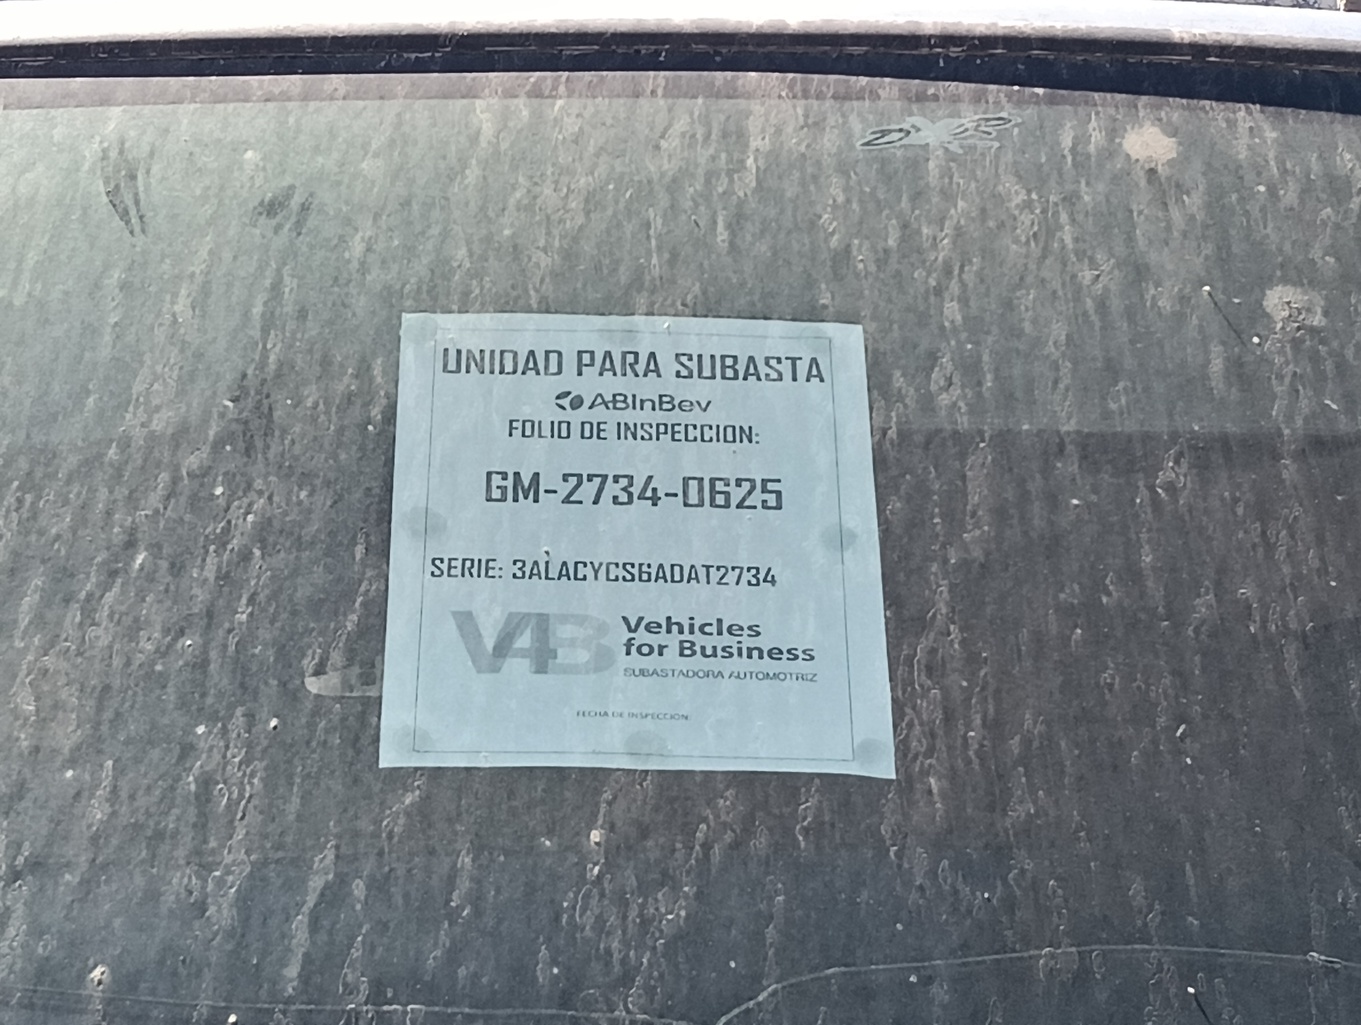 DXR
UNIDAD PARA SUBASTA
ABInBev
FOLIO DE INSPECCION:
GM-2734-0625
SERIE: 3ALACYCS6ADAT2734
V4B Vehicles
for Business
SUBASTADORA AUTOMOTRIZ
FECHA DE INSPECCION: